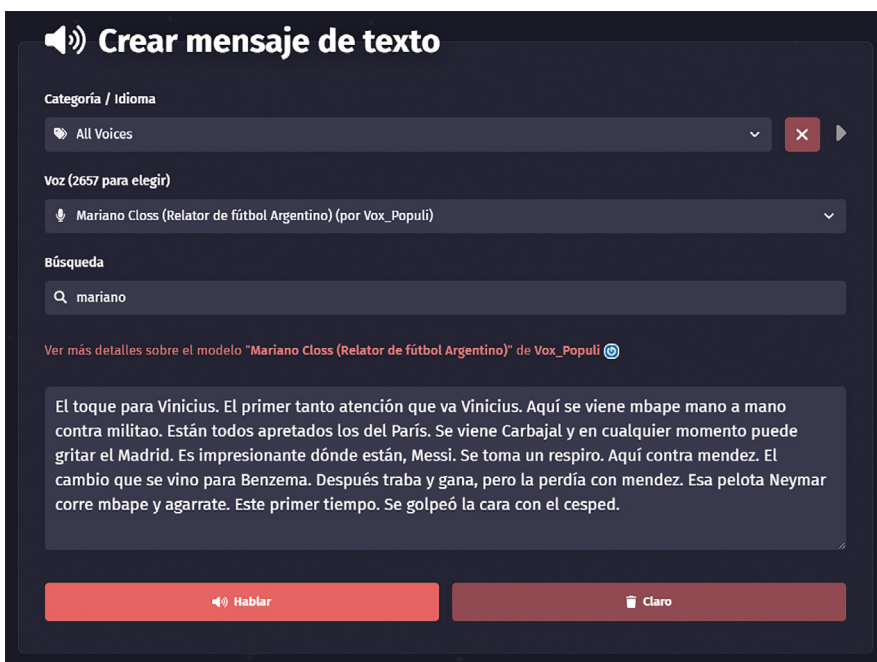 Crear mensaje de texto
Categoría / Idioma
All Voices
Voz (2657 para elegir)
Mariano Closs (Relator de fútbol Argentino) (por Vox_Populi)
Búsqueda
mariano
Ver más detalles sobre el modelo "Mariano Closs (Relator de fútbol Argentino)" de Vox_Populi
El toque para Vinicius. El primer tanto atención que va Vinicius. Aquí se viene mbape mano a mano
contra militao. Están todos apretados los del París. Se viene Carbajal y en cualquier momento puede
gritar el Madrid. Es impresionante dónde están, Messi. Se toma un respiro. Aquí contra mendez. El
cambio que se vino para Benzema. Después traba y gana, pero la perdía con mendez. Esa pelota Neymar
corre mbape y agarrate. Este primer tiempo. Se golpeó la cara con el cesped.
Hablar
Claro